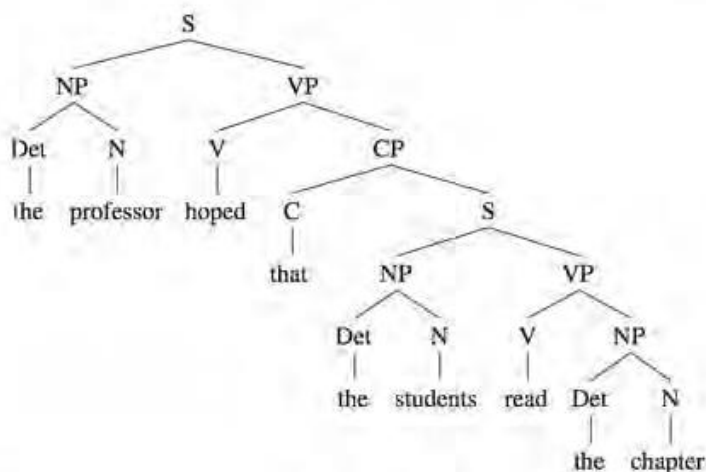 S
NP VP
Det N V CP
the professor hoped C S
that NP VP
Det N V NP
the students read Det N
the chapter